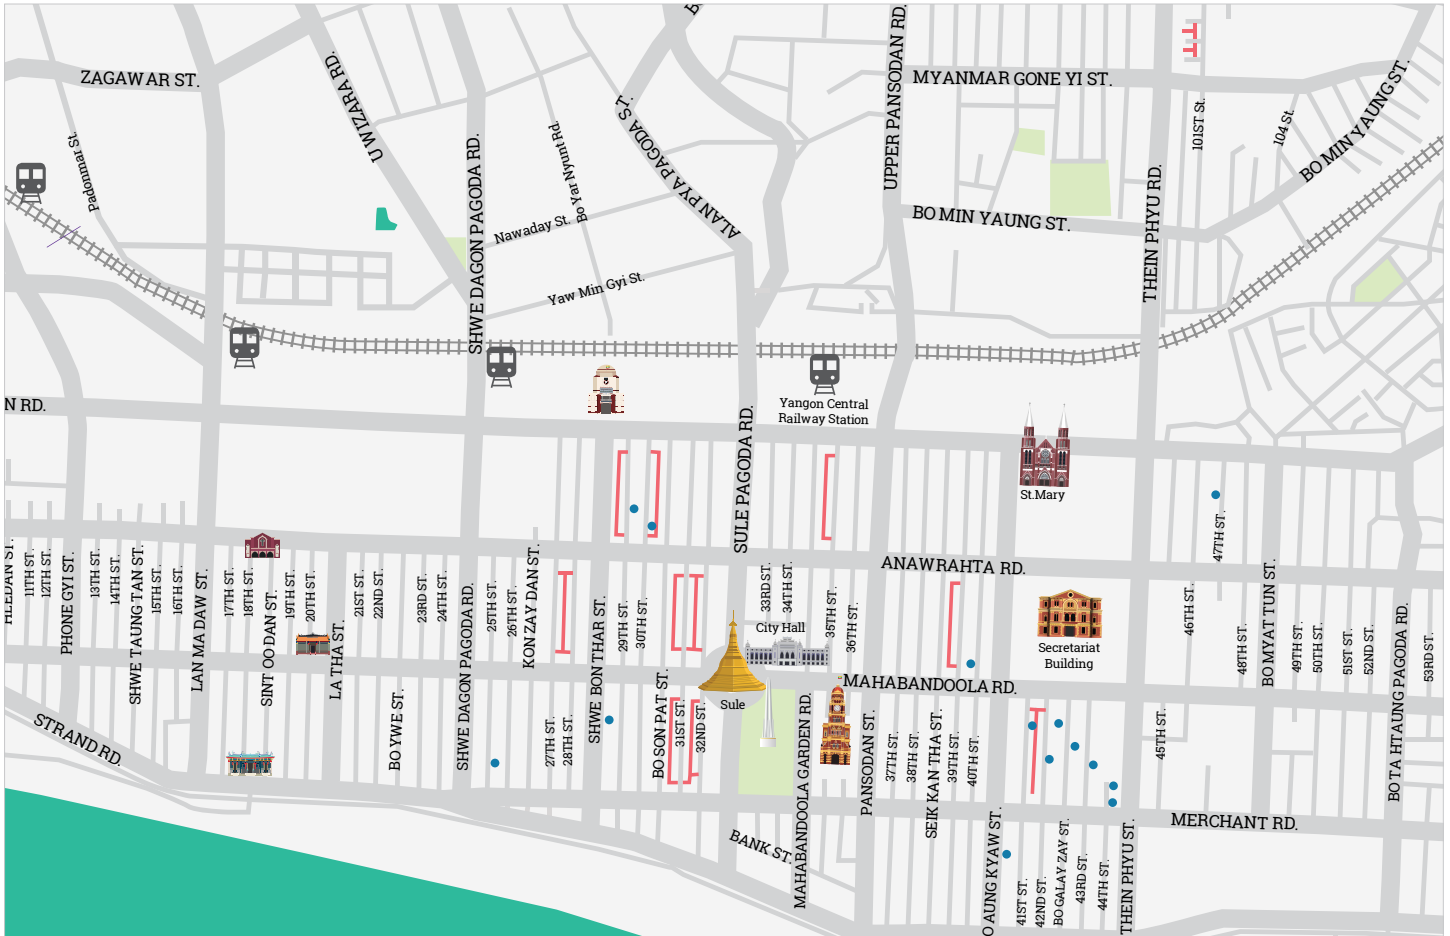 ZAGAWAR ST.
U WIZARA RD.
UPPER PANSODAN RD.
MYANMAR GONE YI ST.
BO MIN YAUNG ST.
Padonmar St.
SHWE DAGON PAGODA RD.
Bo Yar Nyunt Rd.
ALAN PYA PAGODA S.T.
101ST St.
104 St.
THEIN PHYU RD.
Nawaday St.
BO MIN YAUNG ST.
Yaw Min Gyi St.
N RD.
Yangon Central
Railway Station
SULE PAGODA RD.
St.Mary
47TH ST.
ANAWRAHTA RD.
HLEDAN ST.
11TH ST.
12TH ST.
PHONE GYI ST.
13TH ST.
14TH ST.
SHWE TAUNG TAN ST.
15TH ST.
16TH ST.
LAN MA DAW ST.
17TH ST.
18TH ST.
SINT OO DAN ST.
19TH ST.
20TH ST.
LA THA ST.
21ST ST.
22ND ST.
BO YWE ST.
23RD ST.
24TH ST.
SHWE DAGON PAGODA RD.
25TH ST.
26TH ST.
KON ZAY DAN ST.
27TH ST.
28TH ST.
SHWE BON THAR ST.
29TH ST.
30TH ST.
BO SON PAT ST.
31ST ST.
32ND ST.
33RD ST.
34TH ST.
City Hall
35TH ST.
36TH ST.
Sule
Secretariat
Building
46TH ST.
48TH ST.
BO MYAT TUN ST.
49TH ST.
50TH ST.
51ST ST.
52ND ST.
BOTA HTAUNG PAGODA RD.
53RD ST.
MAHABANDOOLA RD.
STRAND RD.
MAHABANDOOLA GARDEN RD.
PANSODAN ST.
37TH ST.
38TH ST.
SEIK KAN THA ST.
39TH ST.
40TH ST.
45TH ST.
MERCHANT RD.
BANK ST.
O AUNG KYAW ST.
41ST ST.
42ND ST.
BO GALAY ZAY ST.
43RD ST.
44TH ST.
THEIN PHYU ST.